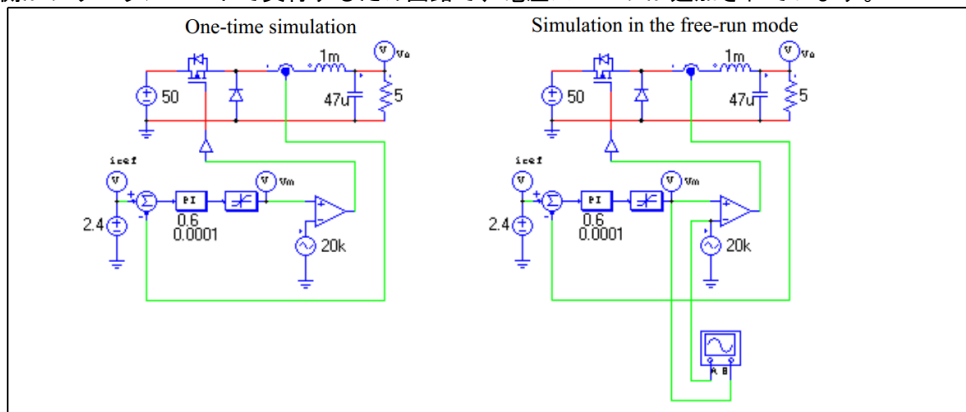 One-time simulation
Simulation in the free-run mode
V
Vo
1m
50
47u
5
iref
V
V
Vm
Σ
PI
2.4
0.6
0.0001
20k
V
Vo
1m
50
47u
5
iref
V
V
Vm
Σ
PI
2.4
0.6
0.0001
20k
A B